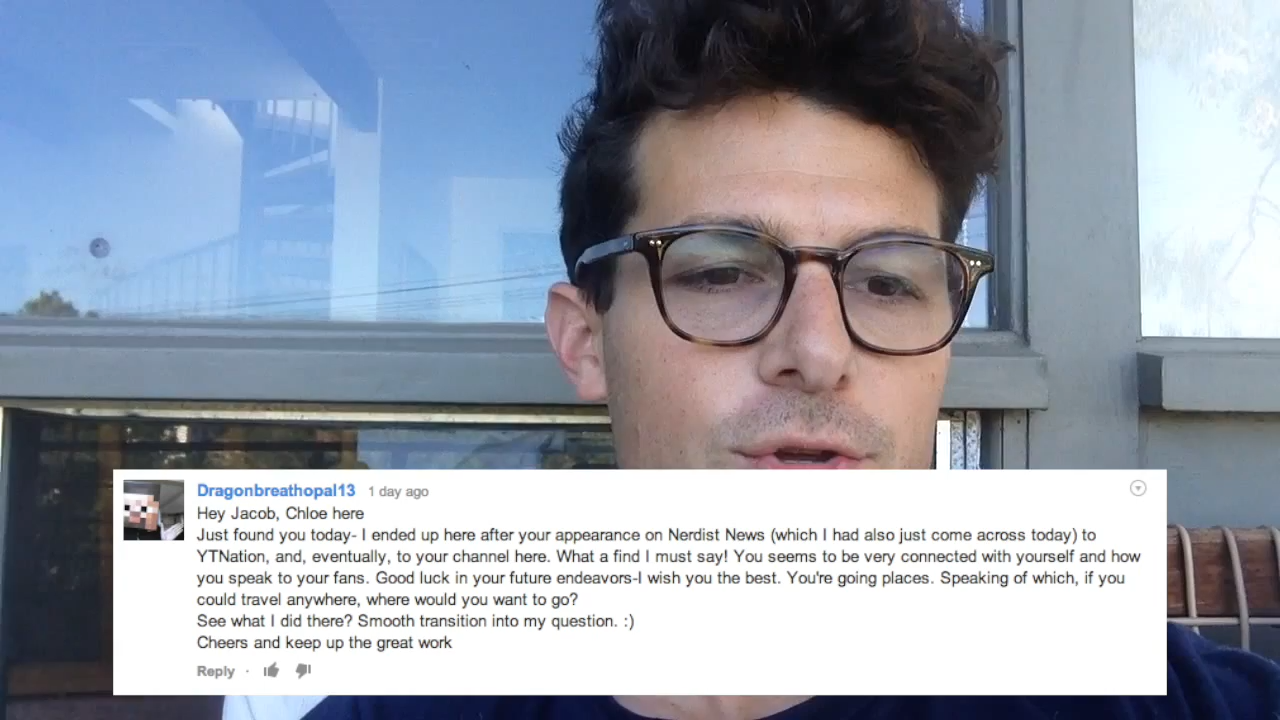 Dragonbreathopal13 1 day ago
Hey Jacob, Chloe here
Just found you today- I ended up here after your appearance on Nerdist News (which I had also just come across today) to
YTNation, and, eventually, to your channel here. What a find I must say! You seems to be very connected with yourself and how
you speak to your fans. Good luck in your future endeavors-I wish you the best. You're going places. Speaking of which, if you
could travel anywhere, where would you want to go?
See what I did there? Smooth transition into my question. :)
Cheers and keep up the great work
Reply ·